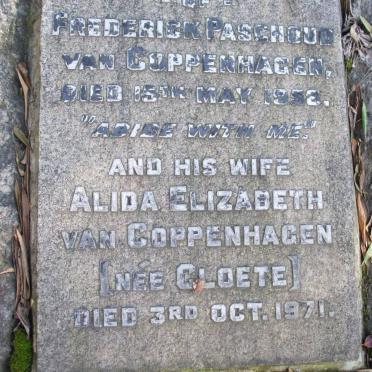 FREDERICK PASCHOUD
VAN COPPENHAGEN,
DIED 15TH MAY 1958.
"ABIDE WITH ME."
AND HIS WIFE
ALIDA ELIZABETH
VAN COPPENHAGEN
[NÉE CLOETE]
DIED 3RD OCT. 1971.